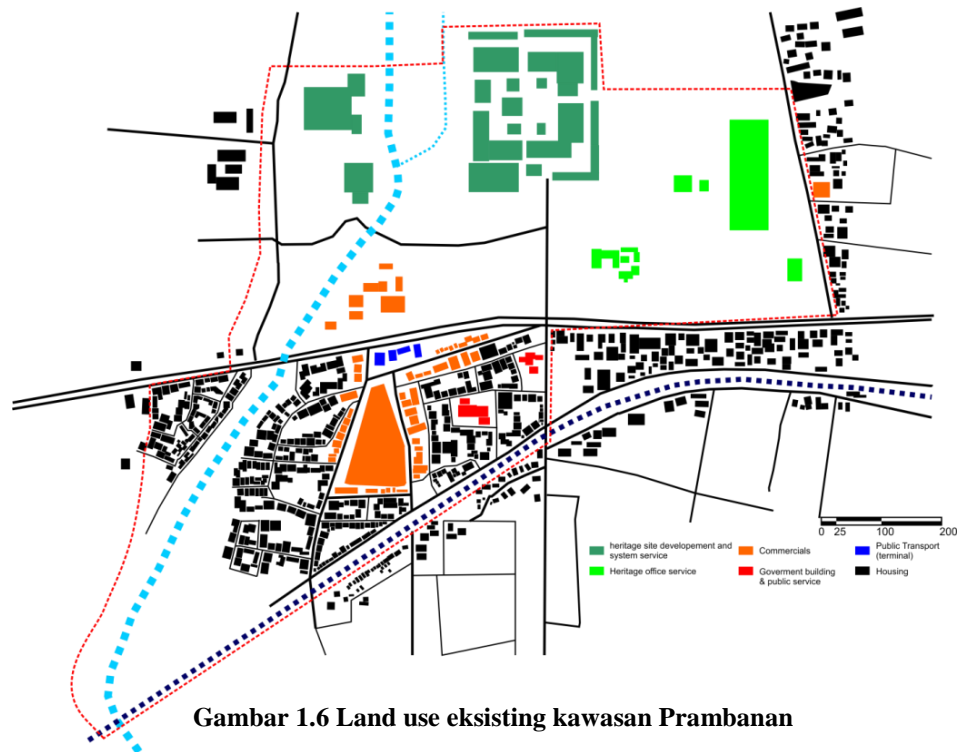 0 25 100 200
heritage site developement and
system service
Commercials
Public Transport
(terminal)
Heritage office service
Goverment building
& public service
Housing
Gambar 1.6 Land use eksisting kawasan Prambanan